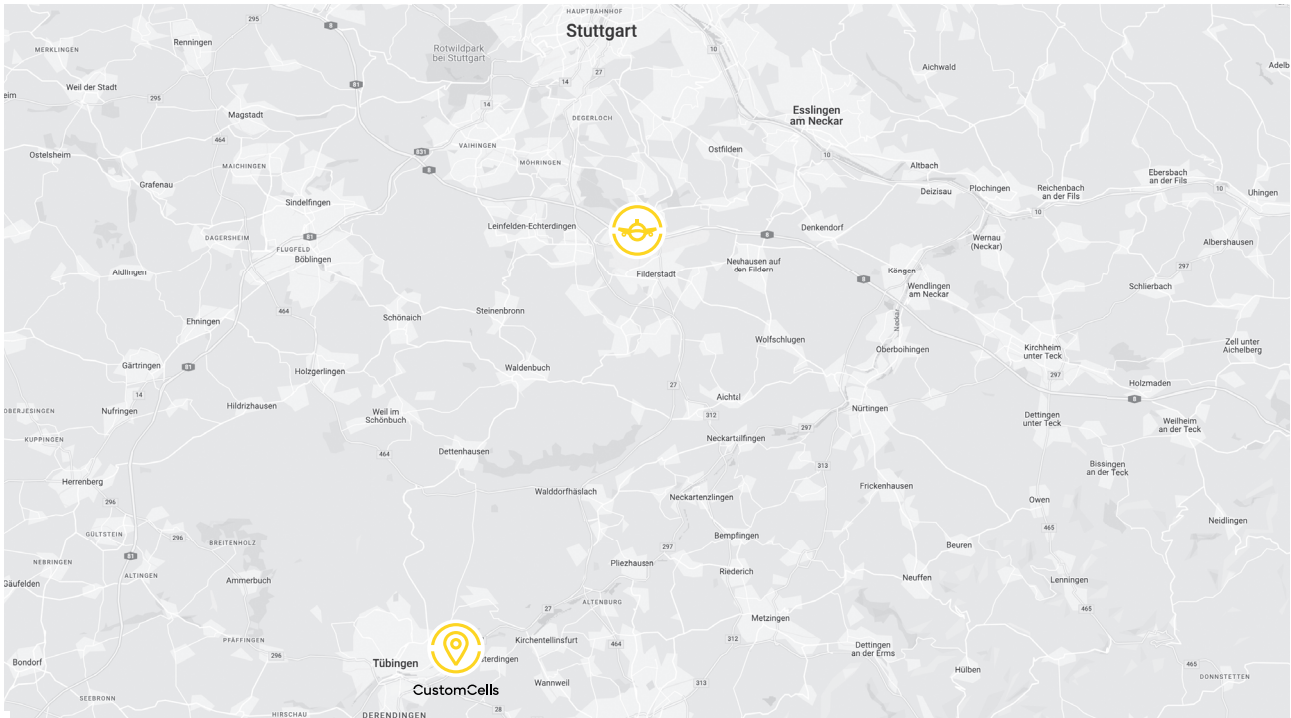 HAUPTBAHNHOF
295
8
Stuttgart
Renningen
MERKLINGEN
Rotwildpark
bei Stuttgart
10
27
14
Aichwald
Adelb
81
Weil der Stadt
eim
295
14
Magstadt
Esslingen
am Neckar
DEGERLOCH
464
VAIHINGEN
831
8
Ostfildern
10
Ostelsheim
MAICHINGEN
MÖHRINGEN
Altbach
Ebersbach
an der Fils
Grafenau
Deizisau
Plochingen
Reichenbach
an der Fils
10
Uhingen
Sindelfingen
10
Leinfelden-Echterdingen
8
Denkendorf
DAGERSHEIM
81
FLUGFELD
Böblingen
Wernau
(Neckar)
Albershausen
Aidlingen
Filderstadt
Neuhausen auf
den Fildern
8
Köngen
297
Wendlingen
am Neckar
Schlierbach
464
Steinenbronn
Ehningen
Schönaich
Neckar
Wolfschlugen
Oberboihingen
Kirchheim
unter Teck
Zell unter
Aichelberg
Gärtringen
81
Holzgerlingen
Waldenbuch
297
27
Holzmaden
14
Aichtal
8
OBERJESINGEN
Nufringen
Hildrizhausen
Weil im
Schönbuch
312
Nürtingen
Dettingen
unter Teck
Weilheim
an der Teck
297
KUPPINGEN
Neckartailfingen
464
Dettenhausen
313
Bissingen
an der Teck
Herrenberg
Walddorfhäslach
Neckartenzlingen
Frickenhausen
Owen
296
Neidlingen
465
GÜLTSTEIN
296
BREITENHOLZ
Bempflingen
297
Beuren
81
NEBRINGEN
Pliezhausen
Riederich
ALTINGEN
Ammerbuch
Neuffen
Lenningen
Gäufelden
ALTENBURG
27
465
Metzingen
PFÄFFINGEN
Kirchentellinsfurt
464
312
Dettingen
an der Erms
296
Tübingen
sterdingen
Bondorf
465
Hülben
DONNSTETTEN
Wannweil
313
CustomCells
SEEBRONN
28
HIRSCHAU
DERENDINGEN